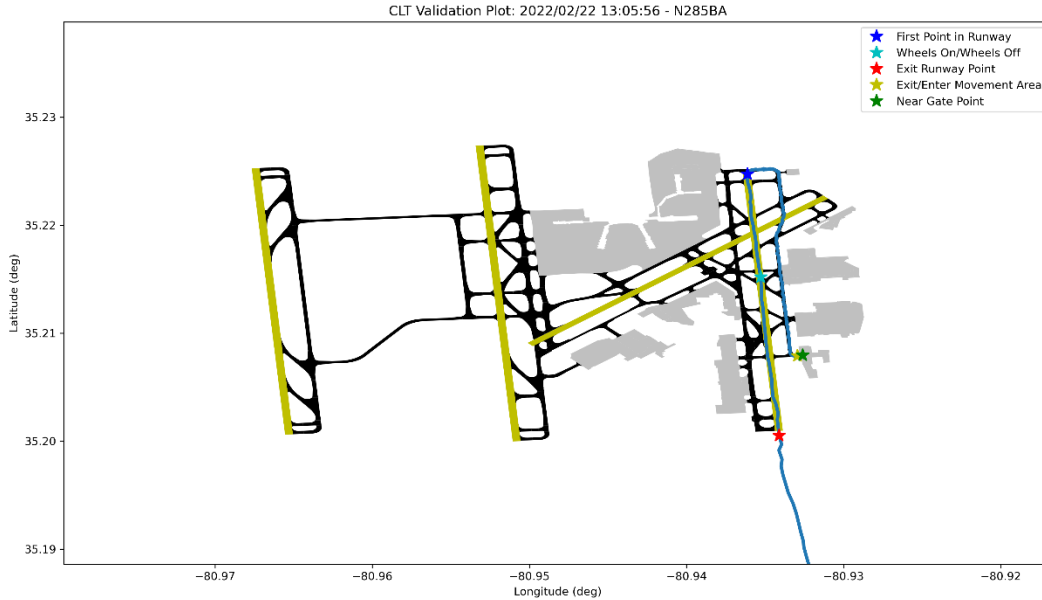 CLT Validation Plot: 2022/02/22 13:05:56 - N285BA
First Point in Runway
Wheels On/Wheels Off
Exit Runway Point
Exit/Enter Movement Area
Near Gate Point
35.23
35.22
35.21
35.20
35.19
Latitude (deg)
−80.97
−80.96
−80.95
−80.94
−80.93
−80.92
Longitude (deg)